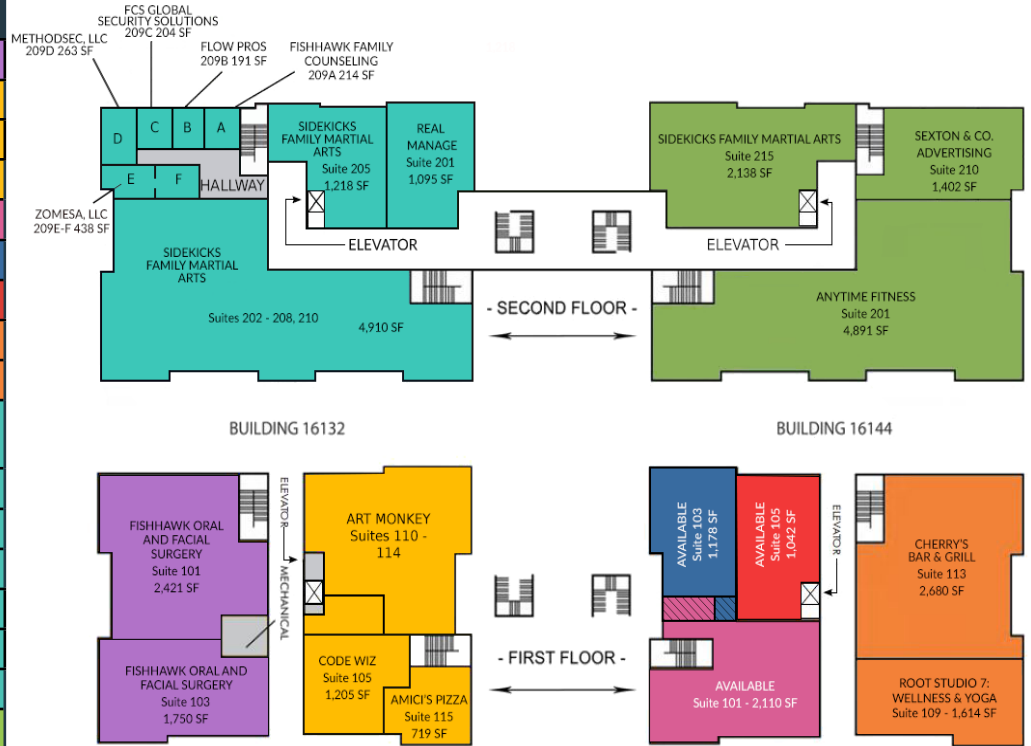 FCS GLOBAL
SECURITY SOLUTIONS
209C 204 SF
METHODSEC, LLC
209D 263 SF
FLOW PROS
209B 191 SF
FISHHAWK FAMILY
COUNSELING
209A 214 SF
D
C
B
A
E
F
HALLWAY
ZOMESA, LLC
209E-F 438 SF
SIDEKICKS
FAMILY MARTIAL
ARTS
Suite 205
1,218 SF
REAL
MANAGE
Suite 201
1,095 SF
ELEVATOR
SIDEKICKS
FAMILY MARTIAL
ARTS
Suites 202 - 208, 210
4,910 SF
SIDEKICKS FAMILY MARTIAL ARTS
Suite 215
2,138 SF
SEXTON & CO.
ADVERTISING
Suite 210
1,402 SF
ELEVATOR
ANYTIME FITNESS
Suite 201
4,891 SF
- SECOND FLOOR -
BUILDING 16132
BUILDING 16144
FISHHAWK ORAL
AND FACIAL
SURGERY
Suite 101
2,421 SF
FISHHAWK ORAL AND
FACIAL SURGERY
Suite 103
1,750 SF
ELEVATOR
MECHANICAL
ART MONKEY
Suites 110 -
114
CODE WIZ
Suite 105
1,205 SF
AMICI'S PIZZA
Suite 115
719 SF
- FIRST FLOOR -
AVAILABLE
Suite 103
1,178 SF
AVAILABLE
Suite 105
1,042 SF
ELEVATOR
AVAILABLE
Suite 101 - 2,110 SF
CHERRY'S
BAR & GRILL
Suite 113
2,680 SF
ROOT STUDIO 7:
WELLNESS & YOGA
Suite 109 - 1,614 SF